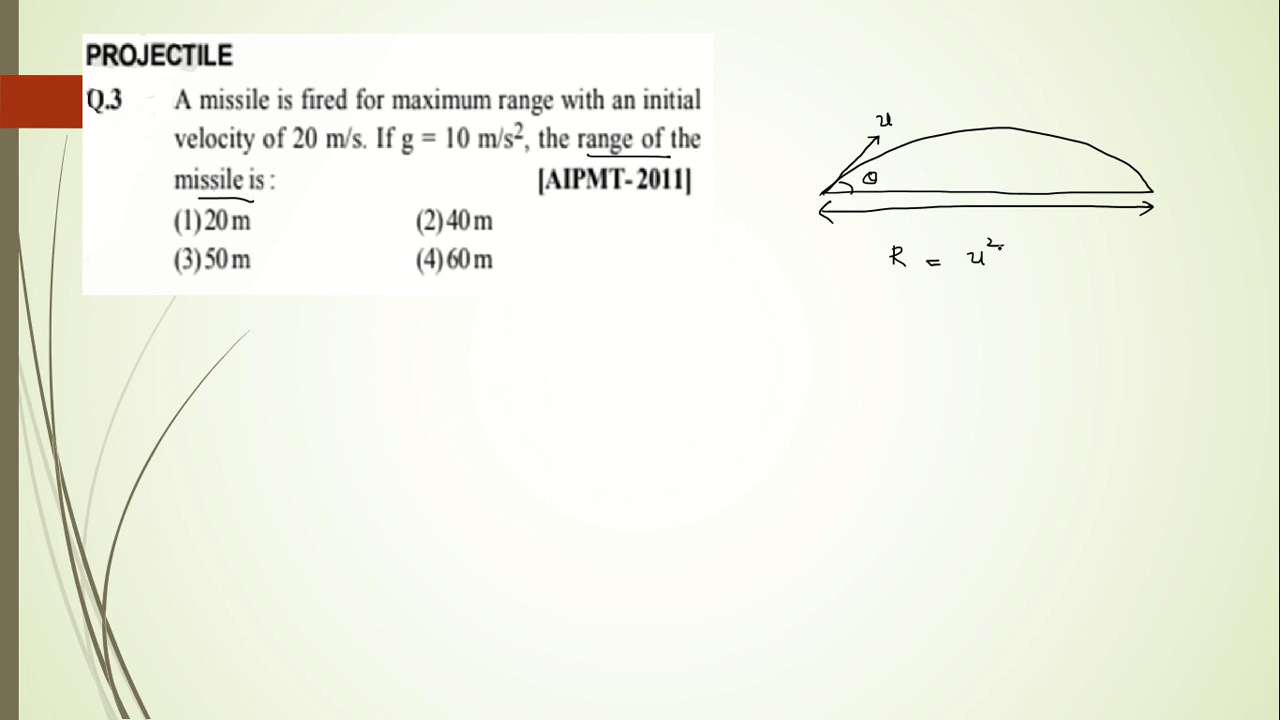 PROJECTILE
Q.3 A missile is fired for maximum range with an initial
velocity of 20 m/s. If g = 10 m/s², the range of the
missile is : [AIPMT-2011]
(1) 20 m (2) 40 m
(3) 50 m (4) 60 m
u
θ
R = u²